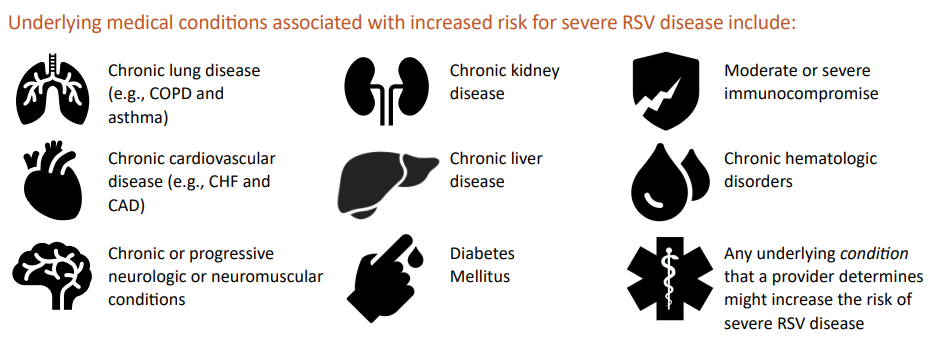 Underlying medical conditions associated with increased risk for severe RSV disease include:
Chronic lung disease
(e.g., COPD and
asthma)
Chronic kidney
disease
Moderate or severe
immunocompromise
Chronic cardiovascular
disease (e.g., CHF and
CAD)
Chronic liver
disease
Chronic hematologic
disorders
Chronic or progressive
neurologic or neuromuscular
conditions
Diabetes
Mellitus
Any underlying condition
that a provider determines
might increase the risk of
severe RSV disease